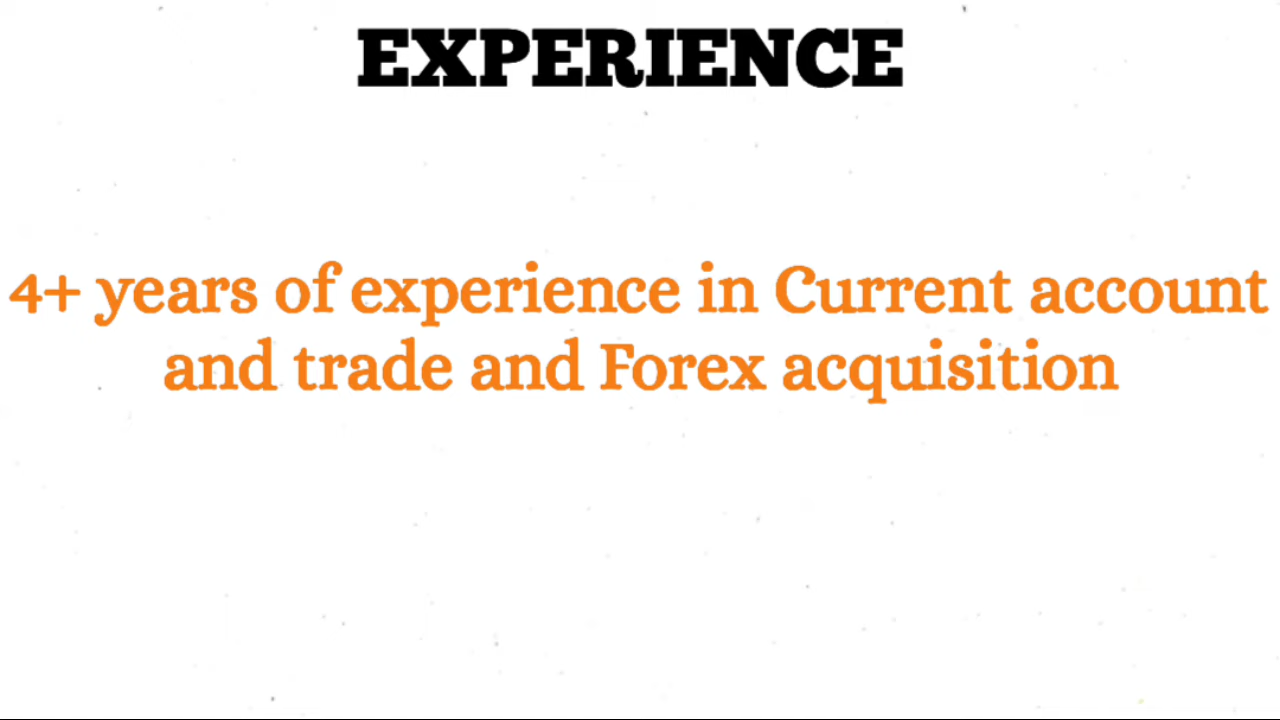 EXPERIENCE
4+ years of experience in Current account
and trade and Forex acquisition